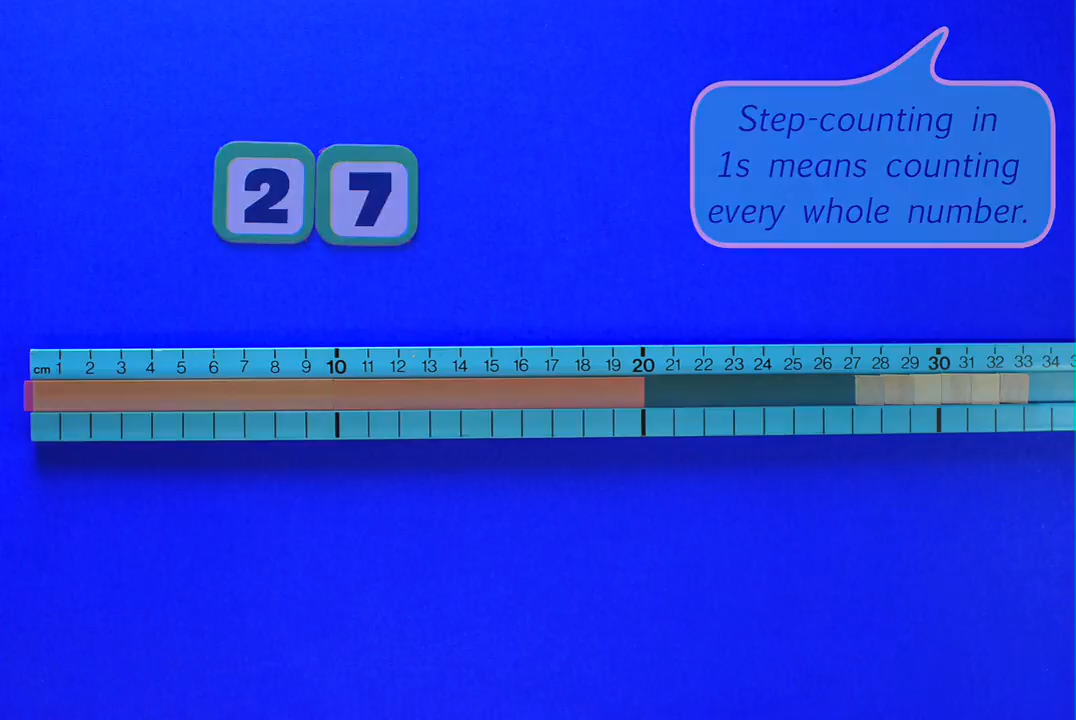 Step-counting in
1s means counting
every whole number.
2 7
cm 1 2 3 4 5 6 7 8 9 10 11 12 13 14 15 16 17 18 19 20 21 22 23 24 25 26 27 28 29 30 31 32 33 34